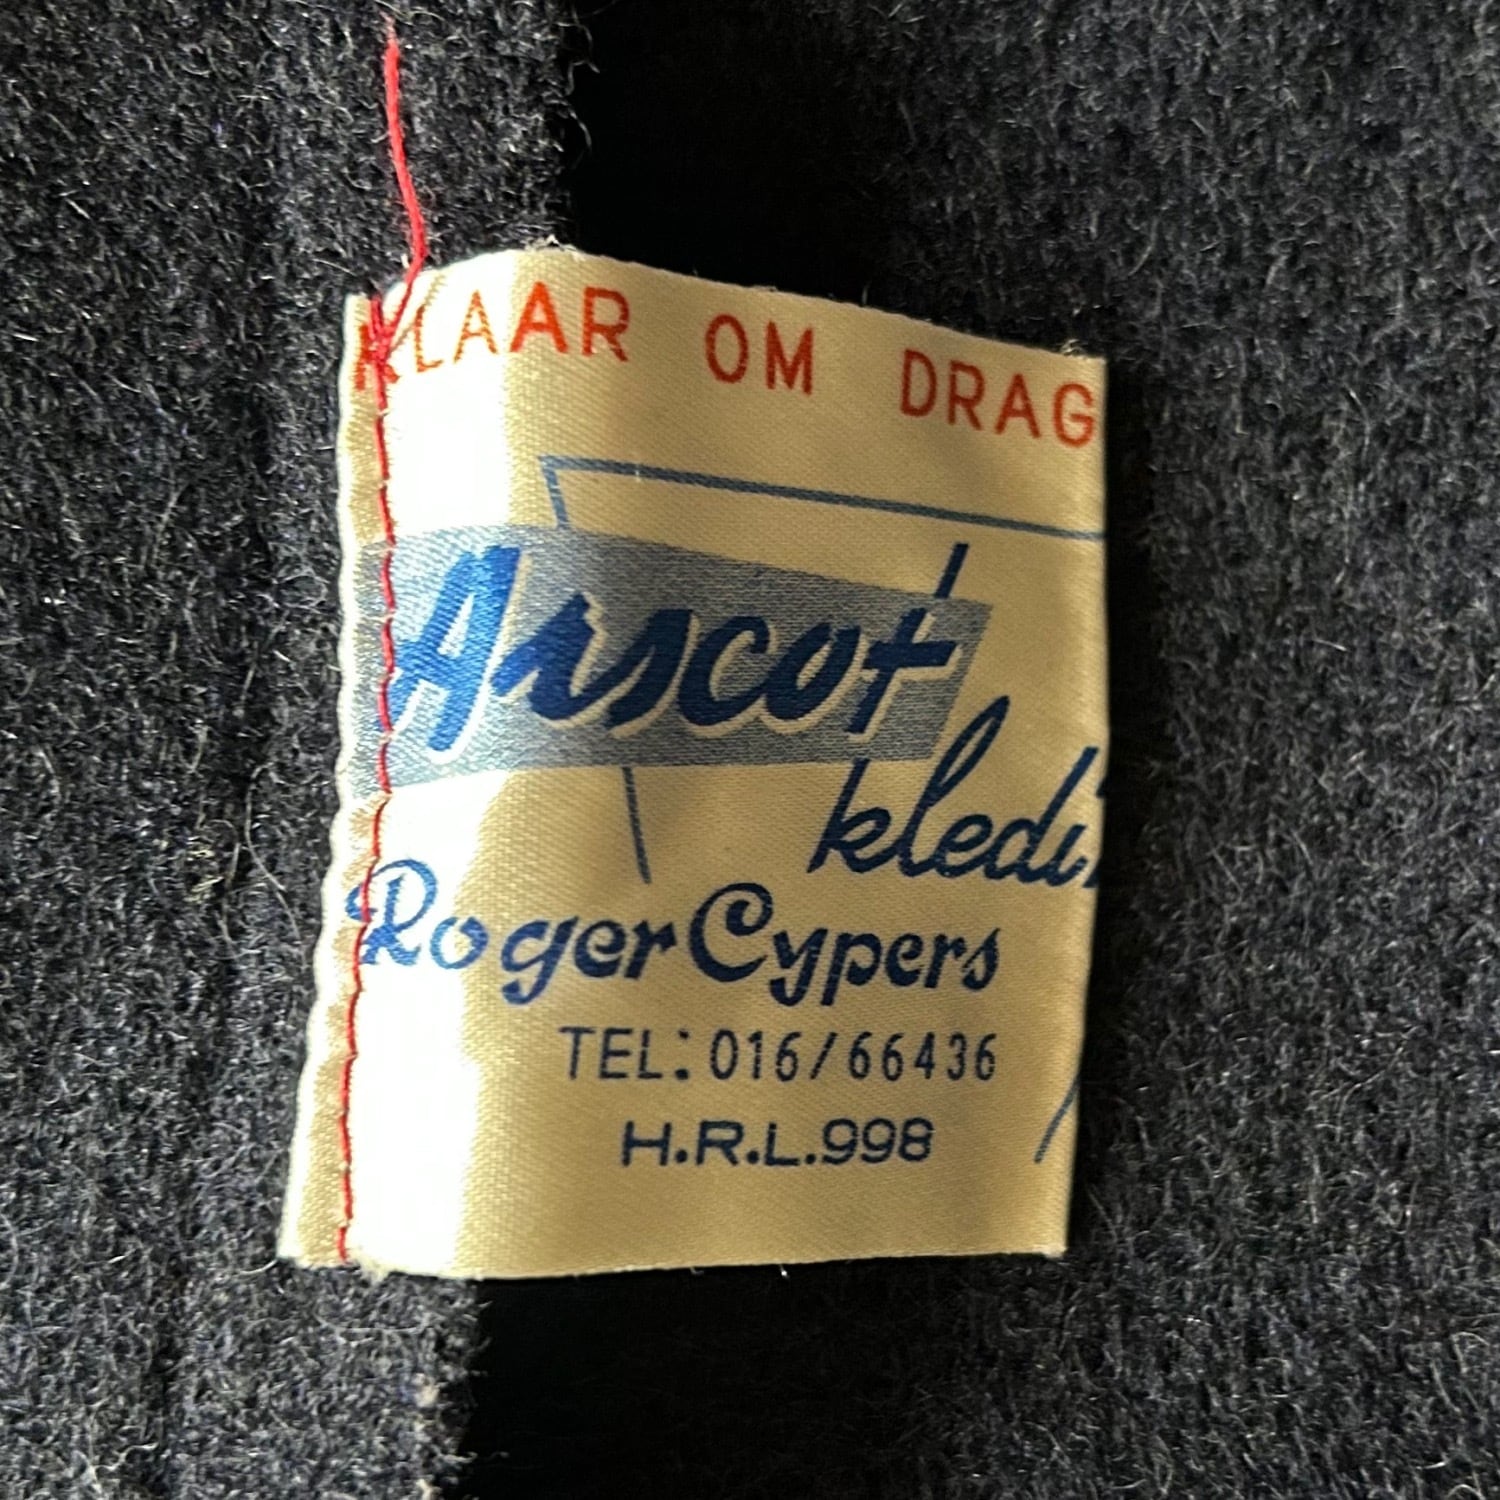 KLAAR OM DRAG
Ascot
kledi
Roger Cypers
TEL: 016/66436
H.R.L.998